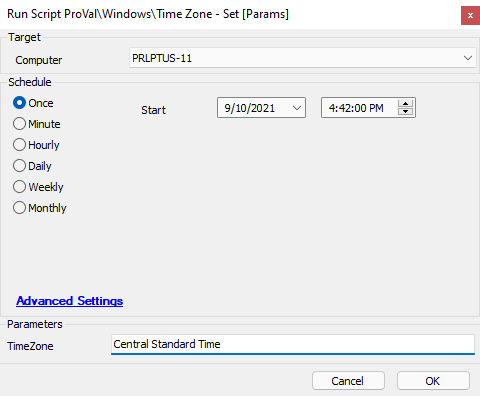 Run Script ProVal\Windows\Time Zone - Set [Params]
x
Target
Computer PRLPTUS-11
Schedule
Once Start 9/10/2021 4:42:00 PM
Minute
Hourly
Daily
Weekly
Monthly
Advanced Settings
Parameters
TimeZone Central Standard Time
Cancel OK